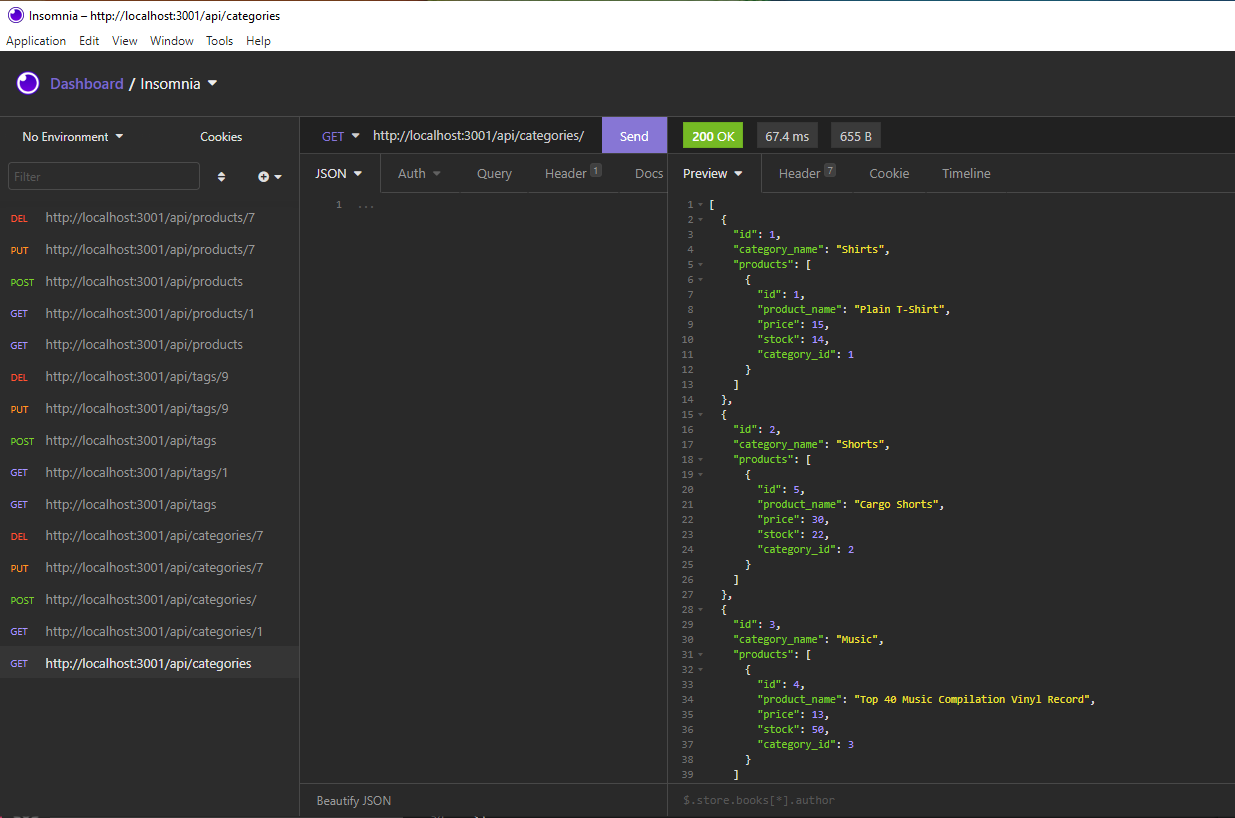 Insomnia – http://localhost:3001/api/categories
Application Edit View Window Tools Help
Dashboard / Insomnia
No Environment Cookies
Filter
DEL http://localhost:3001/api/products/7
PUT http://localhost:3001/api/products/7
POST http://localhost:3001/api/products
GET http://localhost:3001/api/products/1
GET http://localhost:3001/api/products
DEL http://localhost:3001/api/tags/9
PUT http://localhost:3001/api/tags/9
POST http://localhost:3001/api/tags
GET http://localhost:3001/api/tags/1
GET http://localhost:3001/api/tags
DEL http://localhost:3001/api/categories/7
PUT http://localhost:3001/api/categories/7
POST http://localhost:3001/api/categories/
GET http://localhost:3001/api/categories/1
GET http://localhost:3001/api/categories
GET http://localhost:3001/api/categories/ Send
JSON Auth Query Header 1 Docs
1 ...
Beautify JSON
200 OK 67.4 ms 655 B
Preview Header 7 Cookie Timeline
1 [
2 {
3 "id": 1,
4 "category_name": "Shirts",
5 "products": [
6 {
7 "id": 1,
8 "product_name": "Plain T-Shirt",
9 "price": 15,
10 "stock": 14,
11 "category_id": 1
12 }
13 ]
14 },
15 {
16 "id": 2,
17 "category_name": "Shorts",
18 "products": [
19 {
20 "id": 5,
21 "product_name": "Cargo Shorts",
22 "price": 30,
23 "stock": 22,
24 "category_id": 2
25 }
26 ]
27 },
28 {
29 "id": 3,
30 "category_name": "Music",
31 "products": [
32 {
33 "id": 4,
34 "product_name": "Top 40 Music Compilation Vinyl Record",
35 "price": 13,
36 "stock": 50,
37 "category_id": 3
38 }
39 ]
$.store.books[*].author